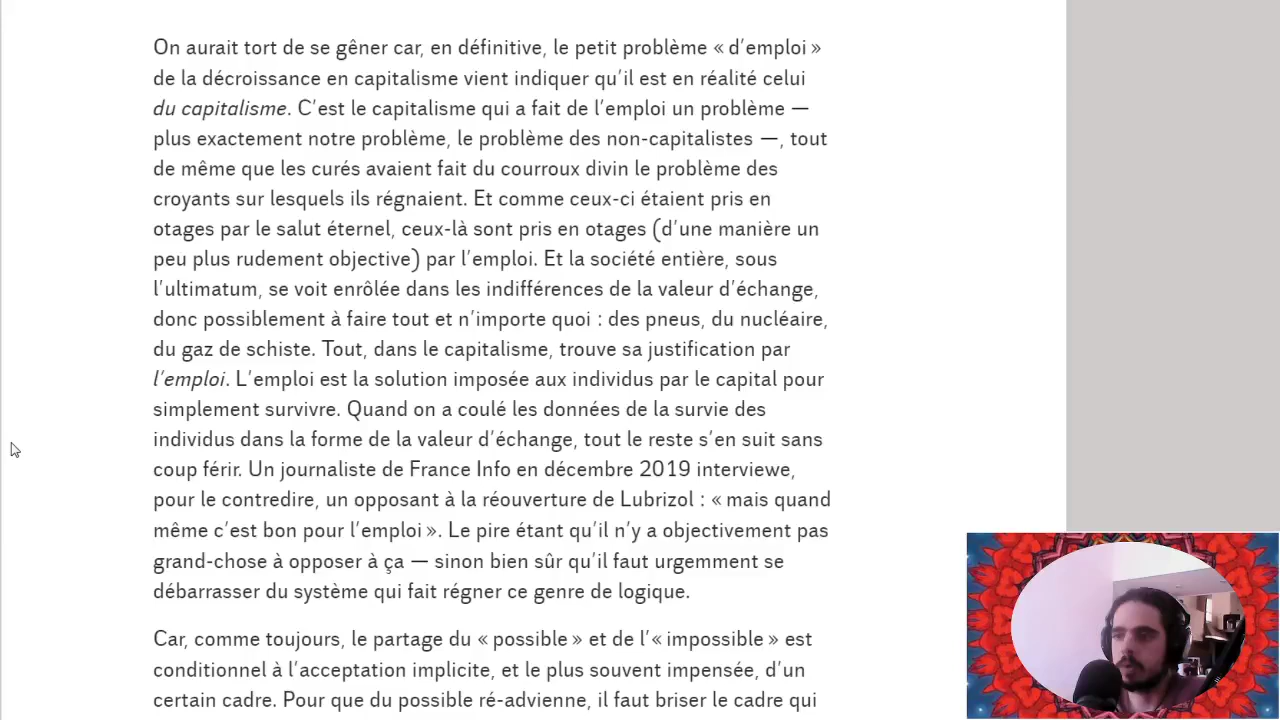 On aurait tort de se gêner car, en définitive, le petit problème « d’emploi »
de la décroissance en capitalisme vient indiquer qu’il est en réalité celui
du capitalisme. C’est le capitalisme qui a fait de l’emploi un problème —
plus exactement notre problème, le problème des non-capitalistes —, tout
de même que les curés avaient fait du courroux divin le problème des
croyants sur lesquels ils régnaient. Et comme ceux-ci étaient pris en
otages par le salut éternel, ceux-là sont pris en otages (d’une manière un
peu plus rudement objective) par l’emploi. Et la société entière, sous
l’ultimatum, se voit enrôlée dans les indifférences de la valeur d’échange,
donc possiblement à faire tout et n’importe quoi : des pneus, du nucléaire,
du gaz de schiste. Tout, dans le capitalisme, trouve sa justification par
l’emploi. L’emploi est la solution imposée aux individus par le capital pour
simplement survivre. Quand on a coulé les données de la survie des
individus dans la forme de la valeur d’échange, tout le reste s’en suit sans
coup férir. Un journaliste de France Info en décembre 2019 interviewe,
pour le contredire, un opposant à la réouverture de Lubrizol : « mais quand
même c’est bon pour l’emploi ». Le pire étant qu’il n’y a objectivement pas
grand-chose à opposer à ça — sinon bien sûr qu’il faut urgemment se
débarrasser du système qui fait régner ce genre de logique.
Car, comme toujours, le partage du « possible » et de l’« impossible » est
conditionnel à l’acceptation implicite, et le plus souvent impensée, d’un
certain cadre. Pour que du possible ré-advienne, il faut briser le cadre qui